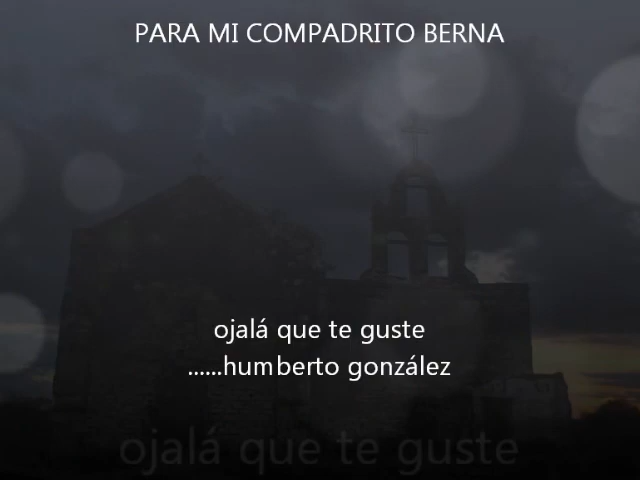 PARA MI COMPADRITO BERNA
ojalá que te guste
......humberto gonzález
ojalá que te guste